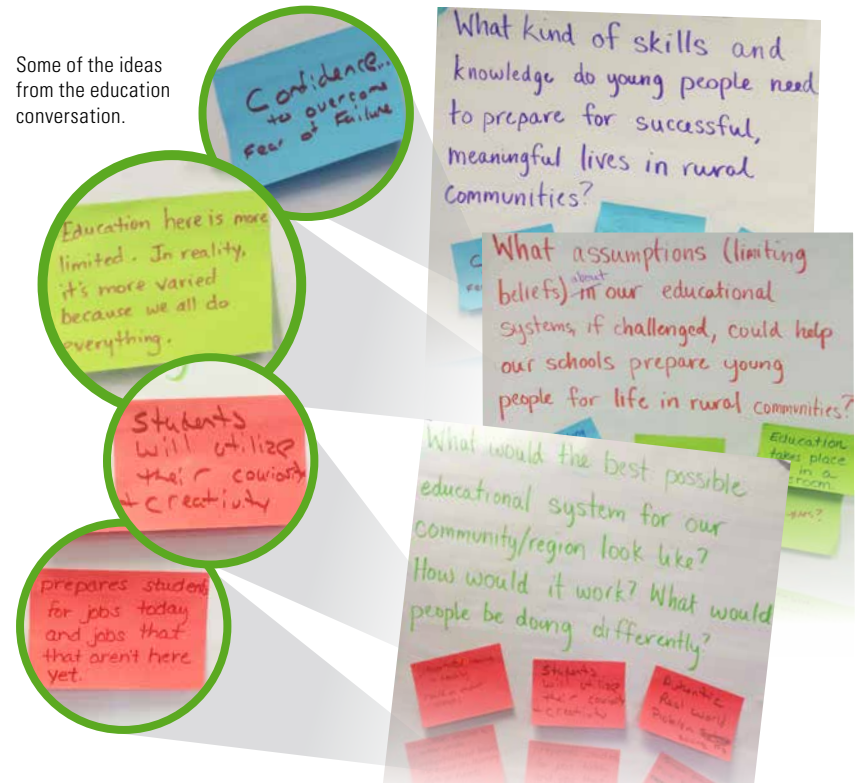 Some of the ideas
from the education
conversation.
Confidence..
to overcome
Fear of Failure
Education here is more
limited. In reality,
it's more varied
because we all do
everything.
Students
will utilize
their couriosity
+ creativity
prepares students
for jobs today
and jobs that
that aren't here
yet.
What kind of skills and
knowledge do young people need
to prepare for successful,
meaningful lives in rural
communities?
What assumptions (limiting
beliefs) about in our educational
systems, if challenged, could help
our schools prepare young
people for life in rural communities?
Education
takes place
in a
What would the best possible
educational system for our
community/region look like?
How would it work? What would
people be doing differently?
Students
will utilize
their couriosity
+ creativity
Authentic
Real World
Problem